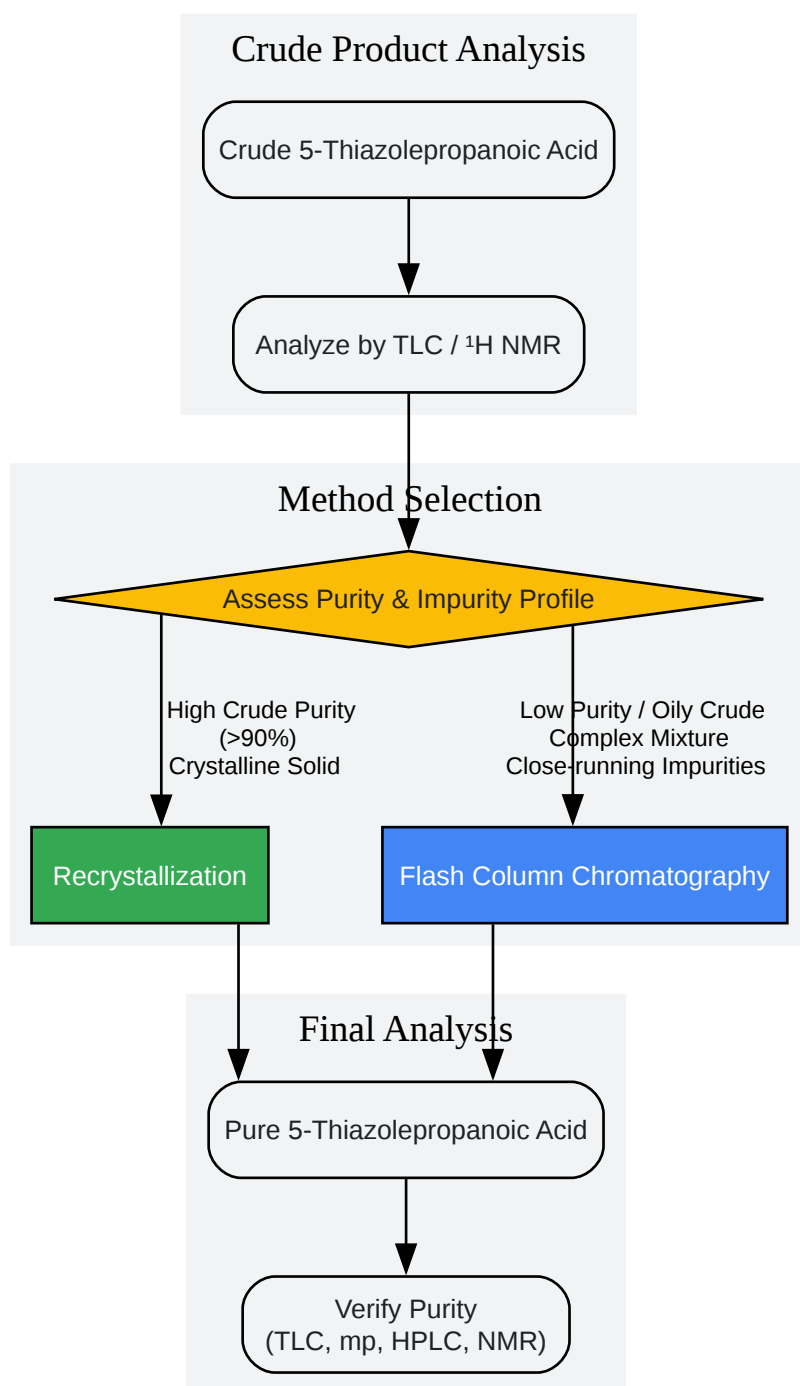 Crude Product Analysis
Crude 5-Thiazolepropanoic Acid
Analyze by TLC / ¹H NMR
Method Selection
Assess Purity & Impurity Profile
High Crude Purity
(>90%)
Crystalline Solid
Low Purity / Oily Crude
Complex Mixture
Close-running Impurities
Recrystallization
Flash Column Chromatography
Final Analysis
Pure 5-Thiazolepropanoic Acid
Verify Purity
(TLC, mp, HPLC, NMR)